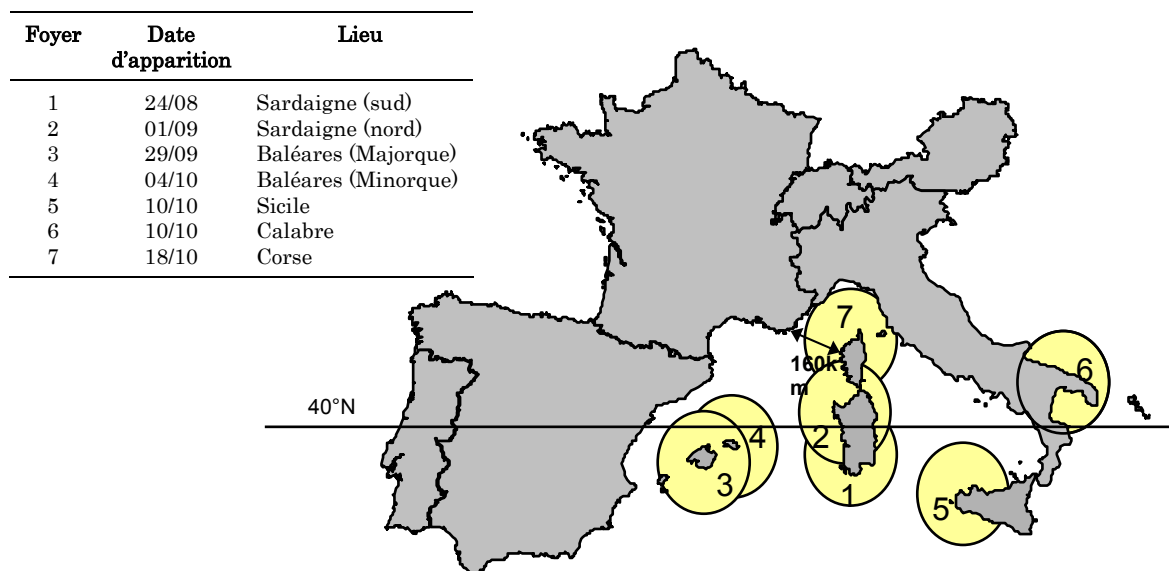 Foyer Date d'apparition Lieu
1 24/08 Sardaigne (sud)
2 01/09 Sardaigne (nord)
3 29/09 Baléares (Majorque)
4 04/10 Baléares (Minorque)
5 10/10 Sicile
6 10/10 Calabre
7 18/10 Corse
7
160k
m
6
40°N
4
2
3
1
5